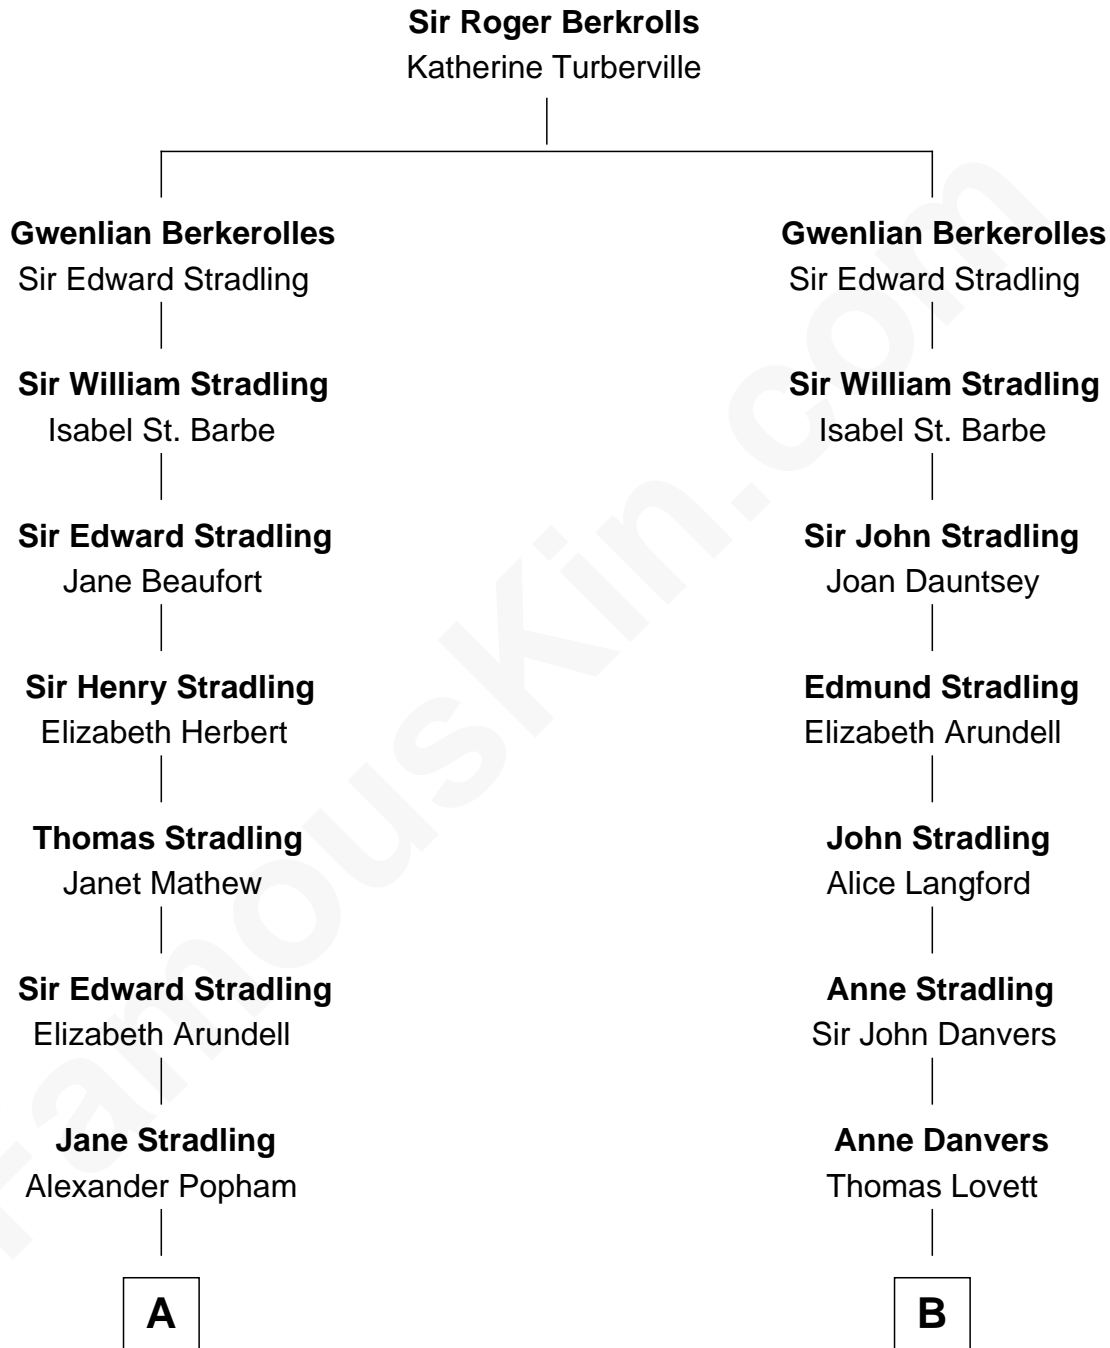 Sir Roger Berkrolls
Katherine Turberville
Gwenlian Berkerolles
Sir Edward Stradling
Gwenlian Berkerolles
Sir Edward Stradling
Sir William Stradling
Isabel St. Barbe
Sir William Stradling
Isabel St. Barbe
Sir Edward Stradling
Jane Beaufort
Sir John Stradling
Joan Dauntsey
Sir Henry Stradling
Elizabeth Herbert
Edmund Stradling
Elizabeth Arundell
Thomas Stradling
Janet Mathew
John Stradling
Alice Langford
Sir Edward Stradling
Elizabeth Arundell
Anne Stradling
Sir John Danvers
Jane Stradling
Alexander Popham
Anne Danvers
Thomas Lovett
A
B
FamousKin.com